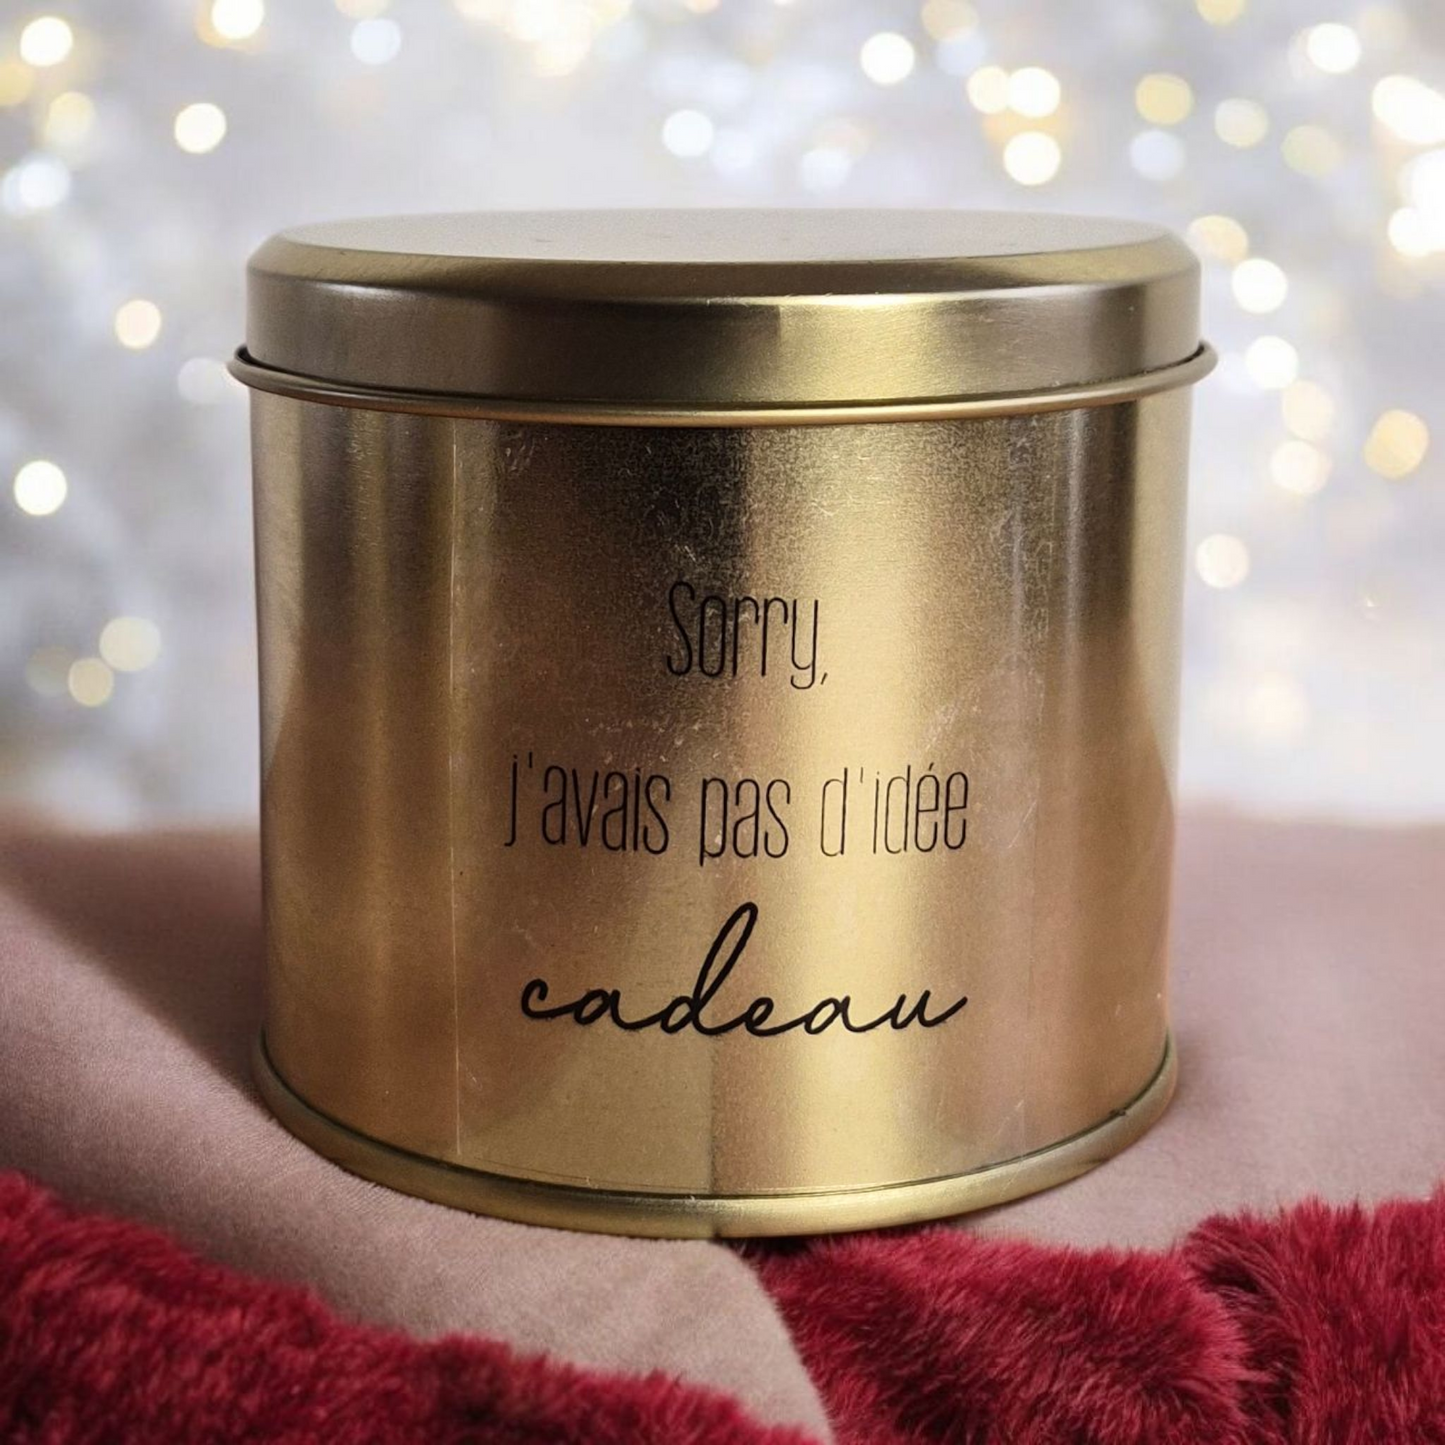 Sorry,
j'avais pas d'idée
cadeau